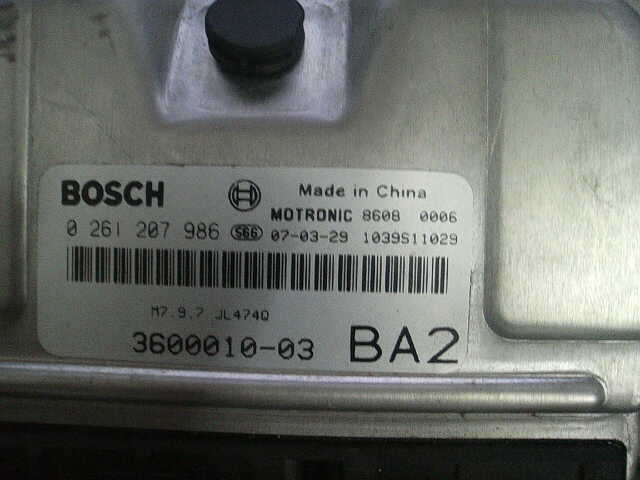 BOSCH Made in China
MOTRONIC 8608 0006
0 261 207 986 S66 07-03-29 1039S11029
M7.9.7 JL474Q
3600010-03 BA2